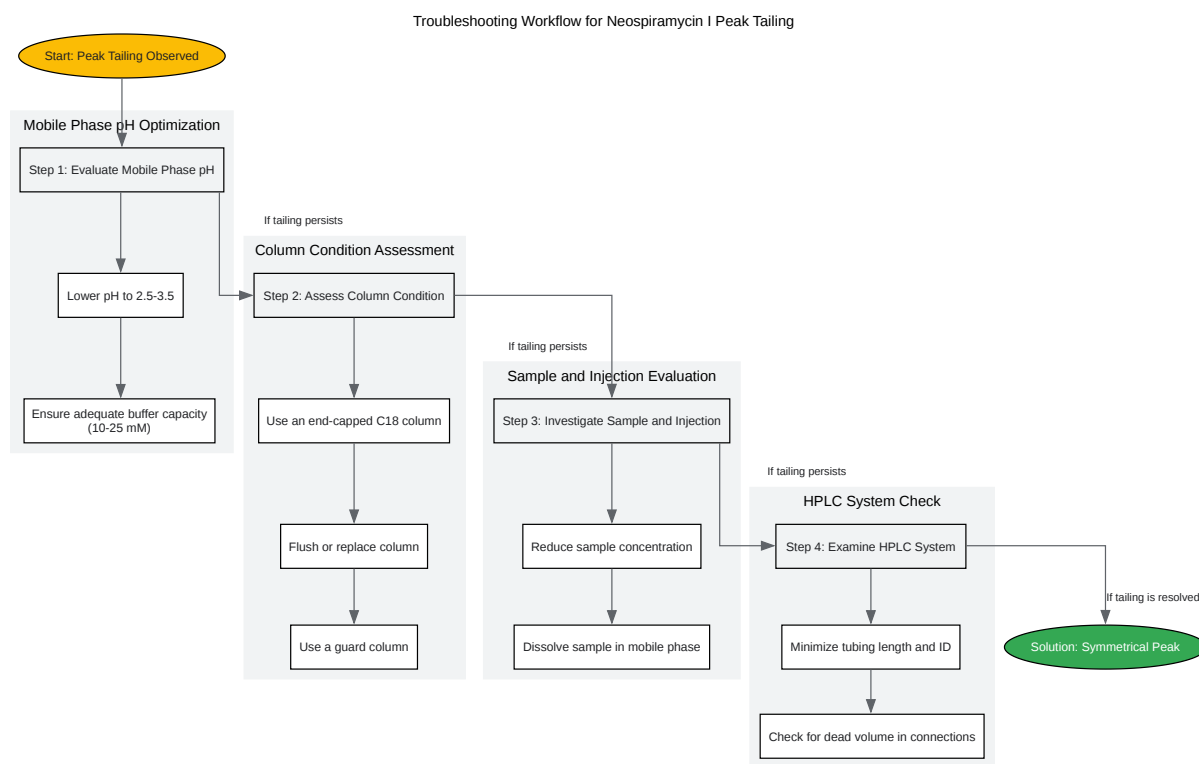 Troubleshooting Workflow for Neospiramycin I Peak Tailing
Start: Peak Tailing Observed
Mobile Phase pH Optimization
Step 1: Evaluate Mobile Phase pH
Lower pH to 2.5-3.5
Ensure adequate buffer capacity
(10-25 mM)
If tailing persists
Column Condition Assessment
Step 2: Assess Column Condition
Use an end-capped C18 column
Flush or replace column
Use a guard column
If tailing persists
Sample and Injection Evaluation
Step 3: Investigate Sample and Injection
Reduce sample concentration
Dissolve sample in mobile phase
If tailing persists
HPLC System Check
Step 4: Examine HPLC System
Minimize tubing length and ID
Check for dead volume in connections
If tailing is resolved
Solution: Symmetrical Peak